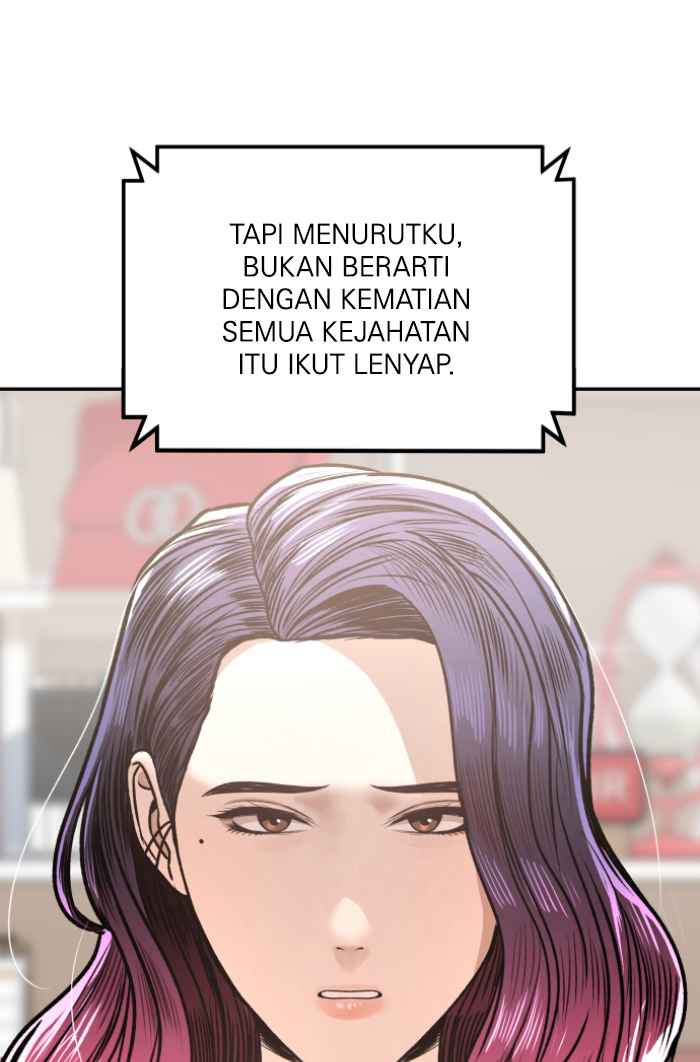 TAPI MENURUTKU,
BUKAN BERARTI
DENGAN KEMATIAN
SEMUA KEJAHATAN
ITU IKUT LENYAP.